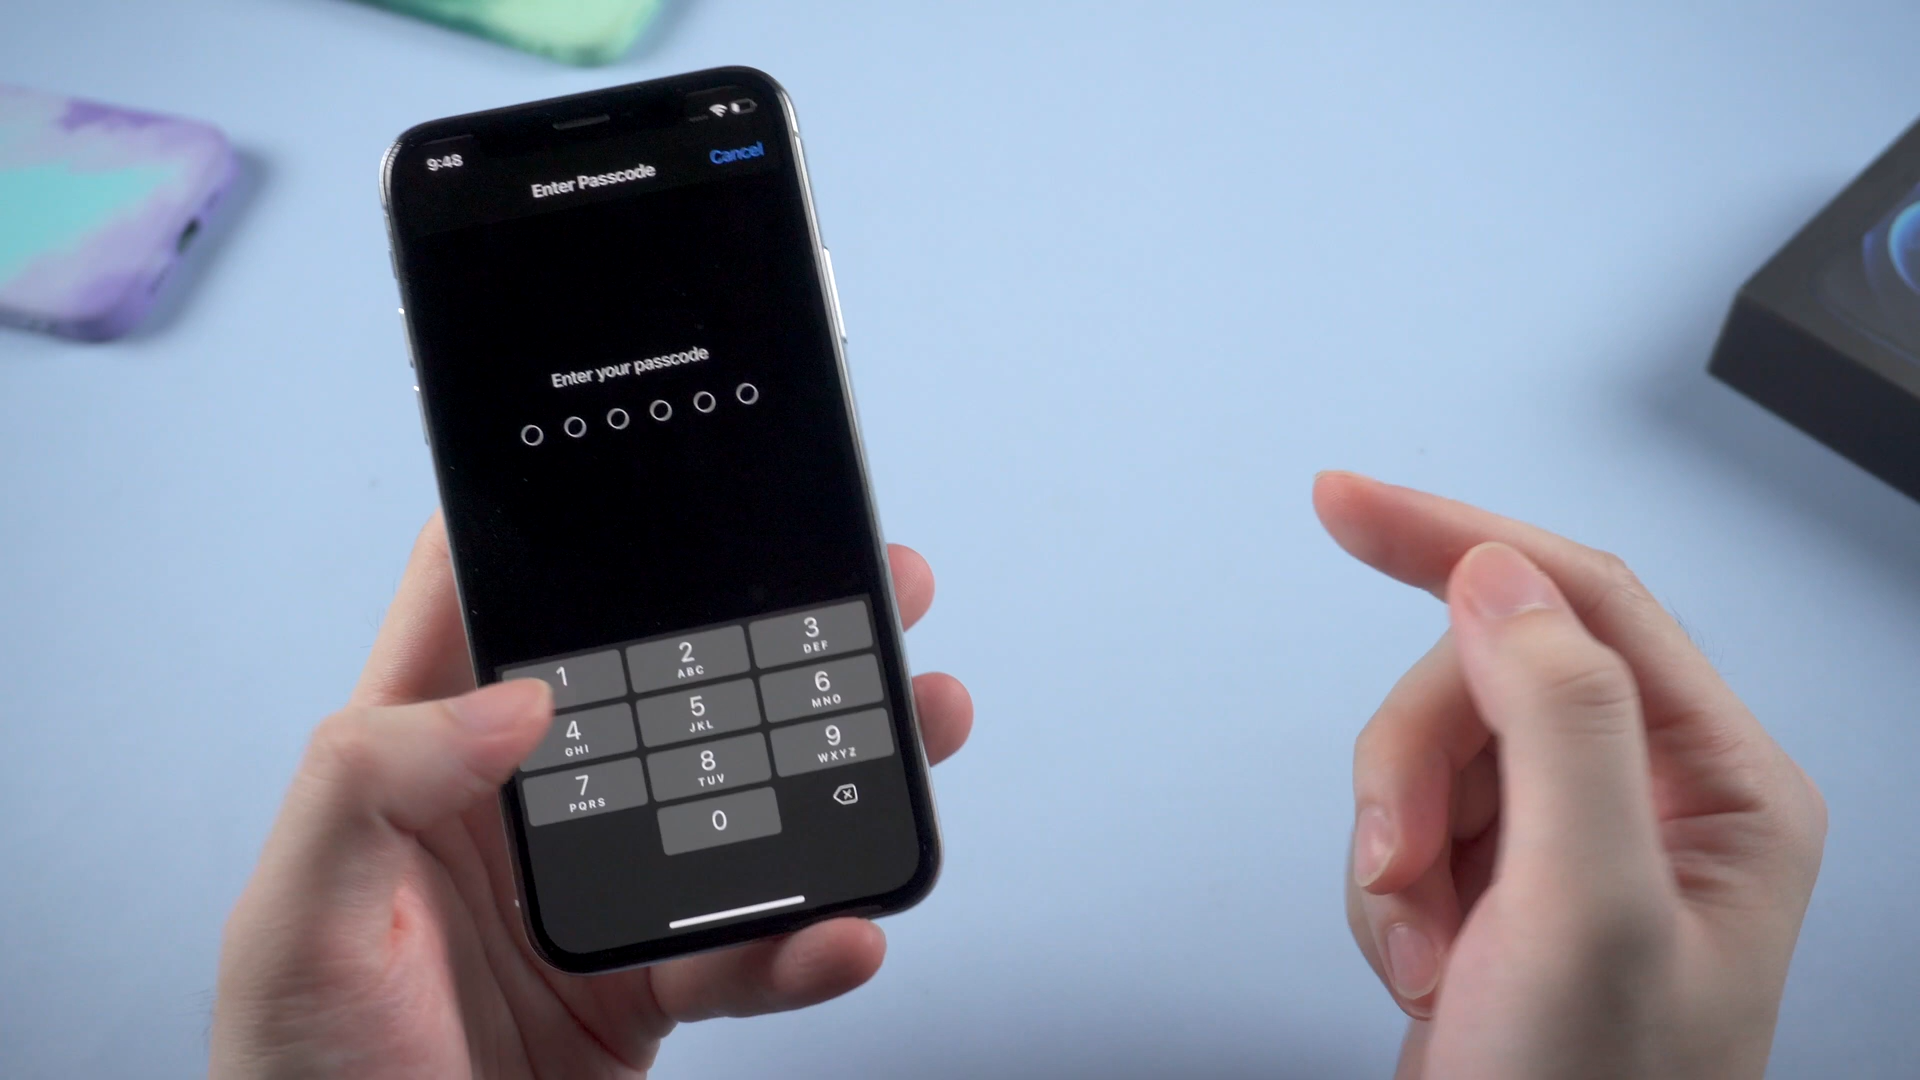 9:48
Cancel
Enter Passcode
Enter your passcode
1
2
ABC
3
DEF
4
GHI
5
JKL
6
MNO
7
PQRS
8
TUV
9
WXYZ
0